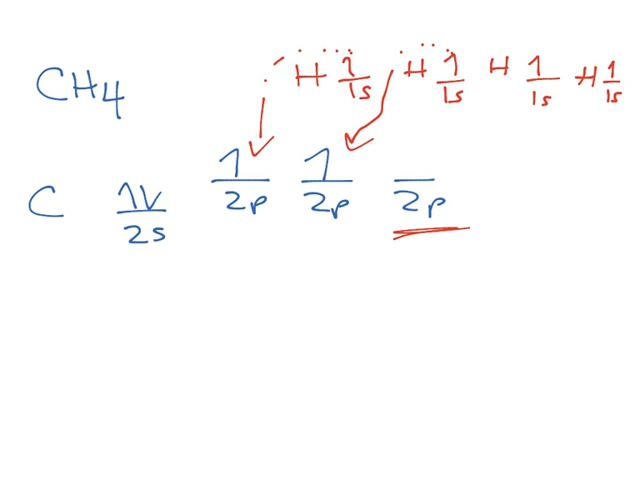 CH4
H 1 H 1 H 1 H 1
1s 1s 1s 1s
C 1V 1 1
2s 2p 2p 2p